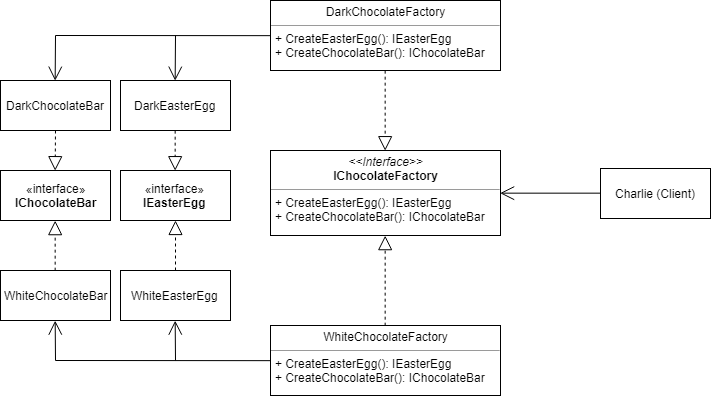 DarkChocolateFactory
+ CreateEasterEgg(): IEasterEgg
+ CreateChocolateBar(): IChocolateBar
DarkChocolateBar
DarkEasterEgg
«interface»
IChocolateBar
«interface»
IEasterEgg
<<Interface>>
IChocolateFactory
+ CreateEasterEgg(): IEasterEgg
+ CreateChocolateBar(): IChocolateBar
Charlie (Client)
WhiteChocolateBar
WhiteEasterEgg
WhiteChocolateFactory
+ CreateEasterEgg(): IEasterEgg
+ CreateChocolateBar(): IChocolateBar